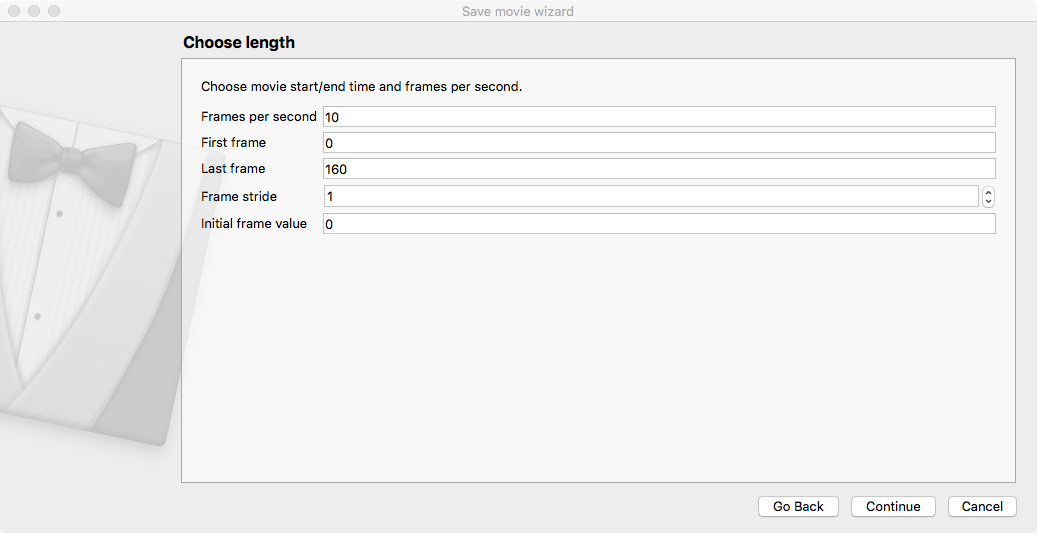 Save movie wizard
Choose length
Choose movie start/end time and frames per second.
Frames per second 10
First frame 0
Last frame 160
Frame stride 1
Initial frame value 0
Go Back Continue Cancel